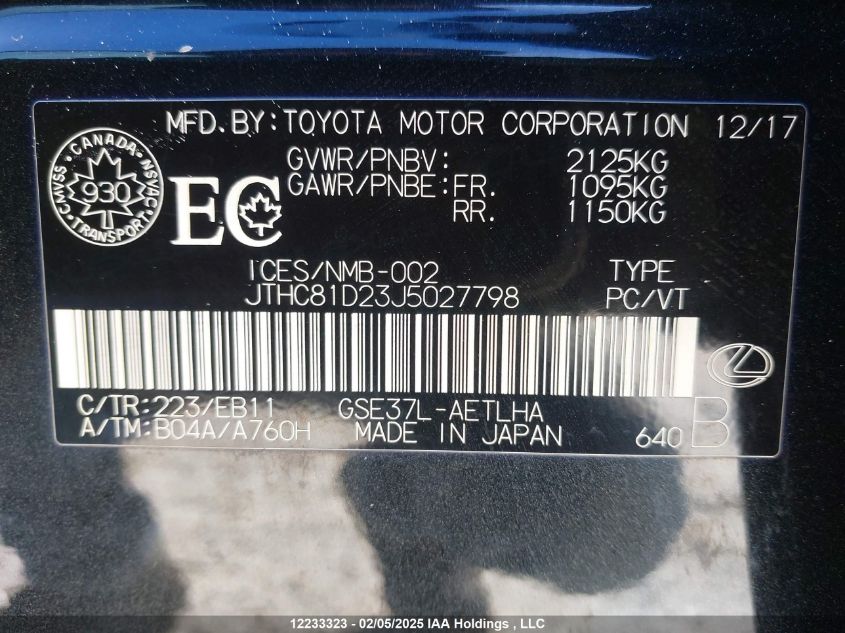 MFD.BY:TOYOTA MOTOR CORPORATION 12/17
CMVSS · CANADA · NSVAC
930
TRANSPORT
EC
GVWR/PNBV: 2125KG
GAWR/PNBE:FR. 1095KG
RR. 1150KG
ICES/NMB-002 TYPE
JTHC81D23J5027798 PC/VT
C/TR:223/EB11 GSE37L-AETLHA
A/TM:B04A/A760H MADE IN JAPAN 640 B
12233323 - 02/05/2025 IAA Holdings , LLC